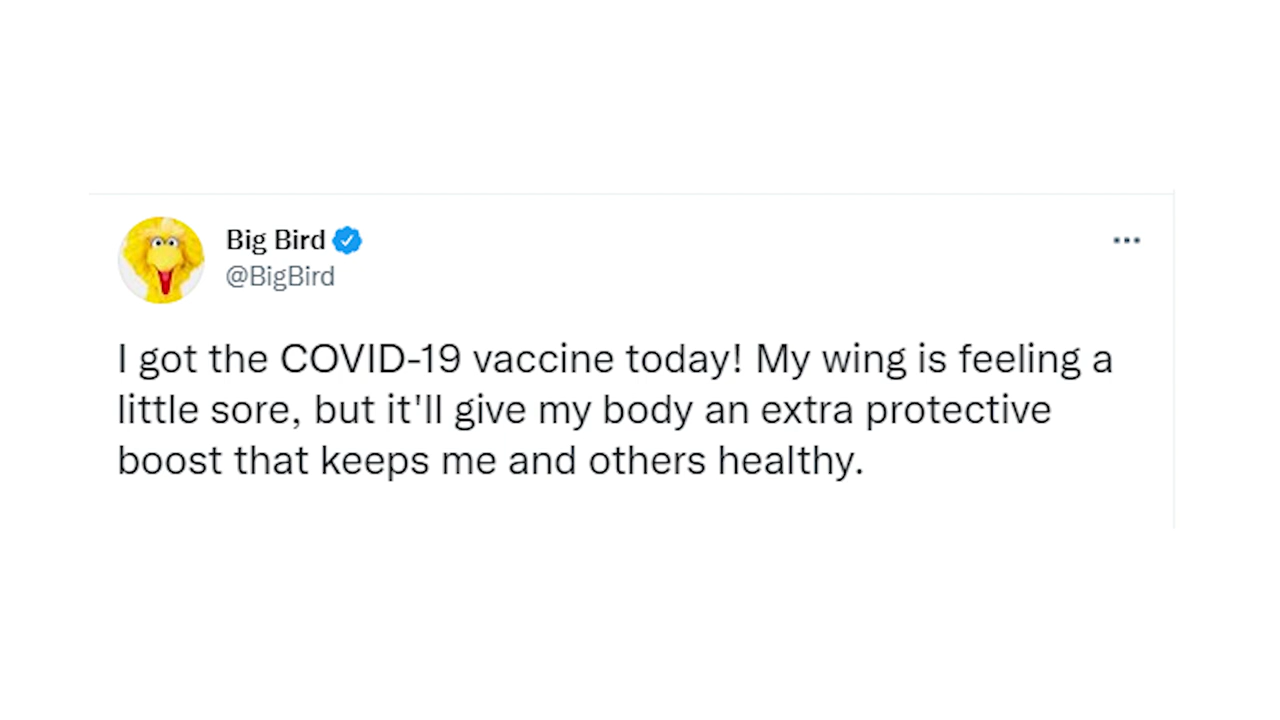 Big Bird
@BigBird
I got the COVID-19 vaccine today! My wing is feeling a
little sore, but it'll give my body an extra protective
boost that keeps me and others healthy.